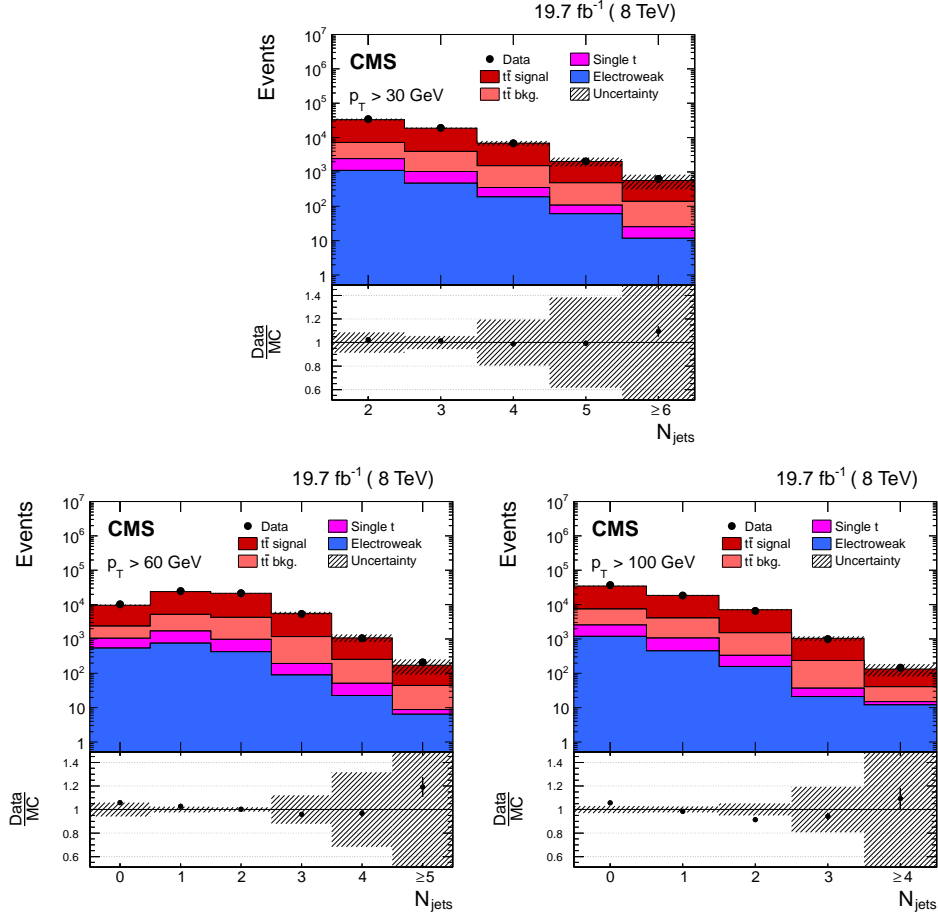 19.7 fb⁻¹ ( 8 TeV)
Events
10⁷
10⁶
10⁵
10⁴
10³
10²
10
1
CMS
p_T > 30 GeV
Data
tt̄ signal
tt̄ bkg.
Single t
Electroweak
Uncertainty
Data
MC
1.4
1.2
1
0.8
0.6
2 3 4 5 ≥6
N_jets
19.7 fb⁻¹ ( 8 TeV)
Events
10⁷
10⁶
10⁵
10⁴
10³
10²
10
1
CMS
p_T > 60 GeV
Data
tt̄ signal
tt̄ bkg.
Single t
Electroweak
Uncertainty
Data
MC
1.4
1.2
1
0.8
0.6
0 1 2 3 4 ≥5
N_jets
19.7 fb⁻¹ ( 8 TeV)
Events
10⁷
10⁶
10⁵
10⁴
10³
10²
10
1
CMS
p_T > 100 GeV
Data
tt̄ signal
tt̄ bkg.
Single t
Electroweak
Uncertainty
Data
MC
1.4
1.2
1
0.8
0.6
0 1 2 3 ≥4
N_jets